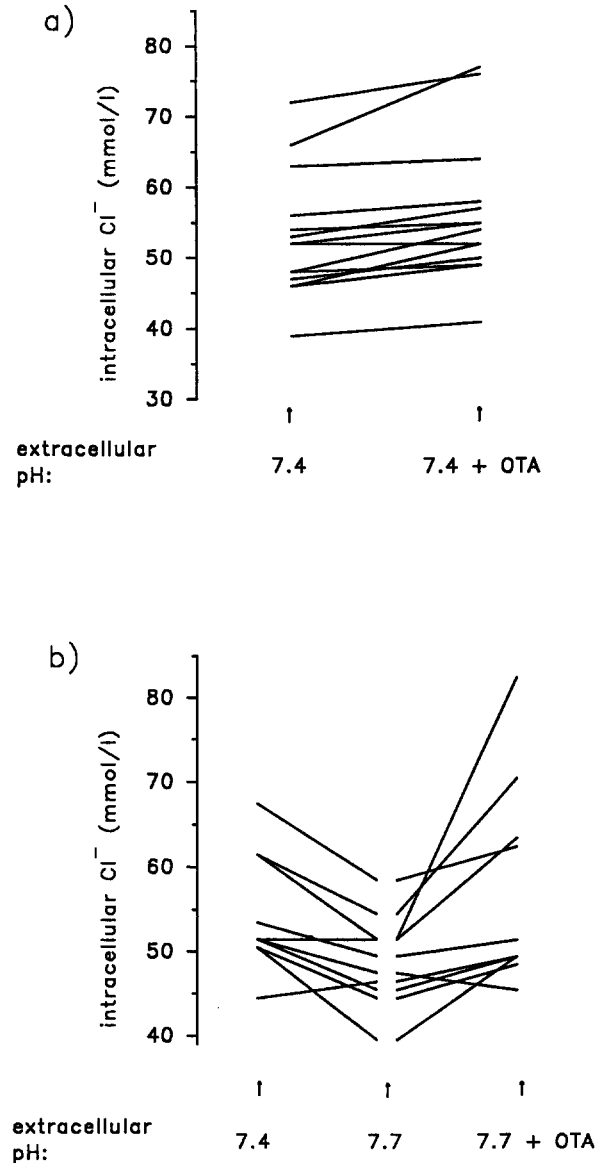 a)
intracellular Cl⁻ (mmol/l)
80
70
60
50
40
30
extracellular
pH:
7.4
7.4 + OTA
b)
intracellular Cl⁻ (mmol/l)
80
70
60
50
40
extracellular
pH:
7.4
7.7
7.7 + OTA